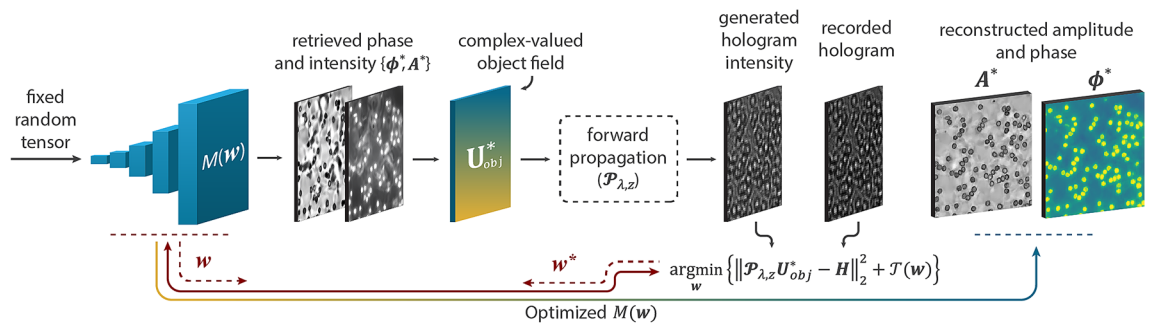 fixed
random
tensor
M(w)
retrieved phase
and intensity {ϕ*, A*}
complex-valued
object field
U*obj
forward
propagation
(𝓟λ,z)
generated
hologram
intensity
recorded
hologram
reconstructed amplitude
and phase
A*
ϕ*
w
w*
argmin w {‖𝓟λ,z U*obj − H‖₂² + 𝒯(w)}
Optimized M(w)